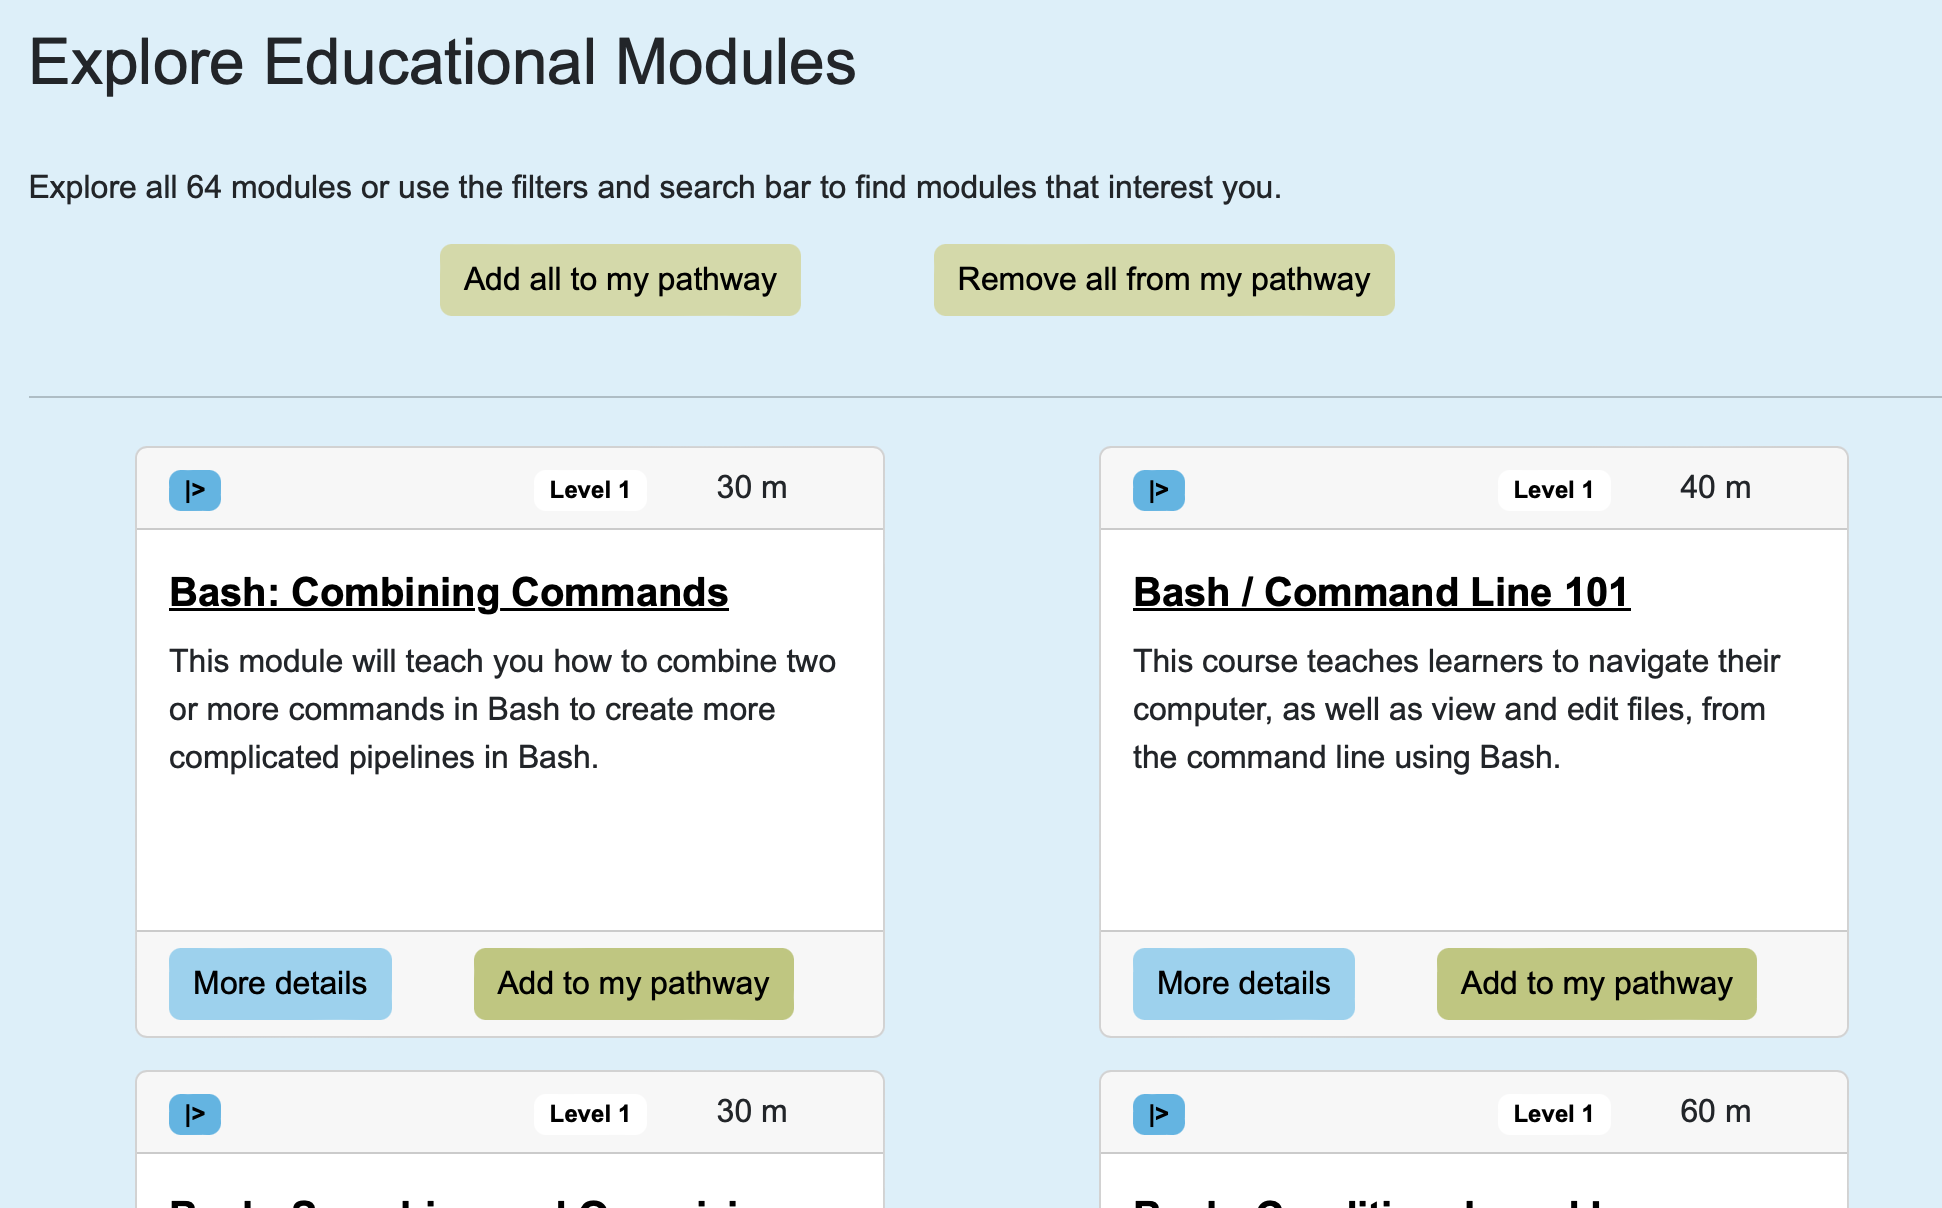 Explore Educational Modules
Explore all 64 modules or use the filters and search bar to find modules that interest you.
Add all to my pathway
Remove all from my pathway
|>
Level 1
30 m
Bash: Combining Commands
This module will teach you how to combine two
or more commands in Bash to create more
complicated pipelines in Bash.
More details
Add to my pathway
|>
Level 1
40 m
Bash / Command Line 101
This course teaches learners to navigate their
computer, as well as view and edit files, from
the command line using Bash.
More details
Add to my pathway
|>
Level 1
30 m
|>
Level 1
60 m